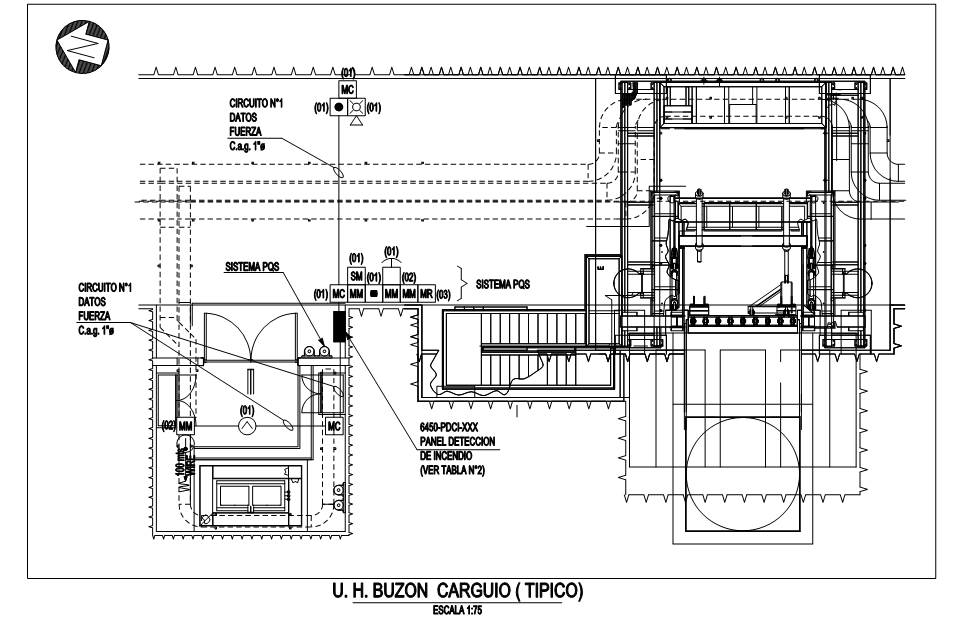 N
(01)
MC
(01)
(01)
CIRCUITO N°1
DATOS
FUERZA
C.a.g. 1"ø
(01)
(01)
SM
(01)
(02)
(01)
MC
MM
MM
MM
MR
(03)
SISTEMA PQS
SISTEMA PQS
CIRCUITO N°1
DATOS
FUERZA
C.a.g. 1"ø
(01)
(02)
MM
MC
6450-PDCI-XXX
PANEL DETECCION
DE INCENDIO
(VER TABLA N°2)
U. H. BUZON CARGUIO ( TIPICO)
ESCALA 1:75